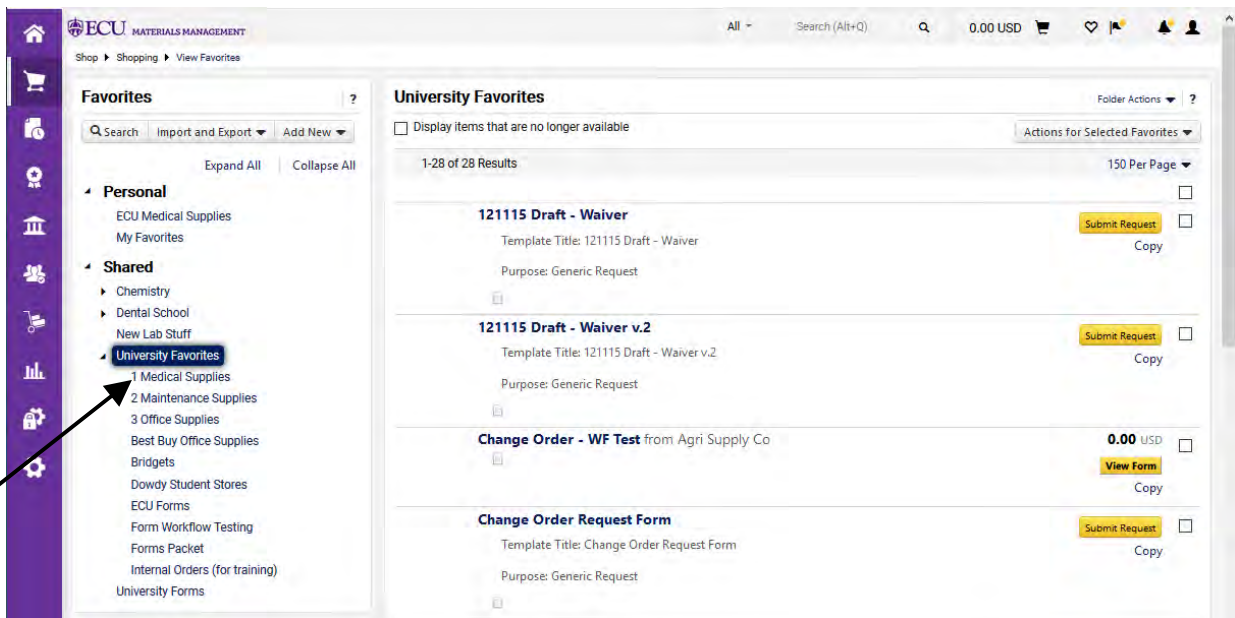 ECU MATERIALS MANAGEMENT
All
Search (Alt+Q)
0.00 USD
Shop Shopping View Favorites
Favorites ?
Search Import and Export Add New
Expand All Collapse All
Personal
ECU Medical Supplies
My Favorites
Shared
Chemistry
Dental School
New Lab Stuff
University Favorites
1 Medical Supplies
2 Maintenance Supplies
3 Office Supplies
Best Buy Office Supplies
Bridgets
Dowdy Student Stores
ECU Forms
Form Workflow Testing
Forms Packet
Internal Orders (for training)
University Forms
University Favorites
Folder Actions ?
Display items that are no longer available
Actions for Selected Favorites
1-28 of 28 Results
150 Per Page
121115 Draft - Waiver
Submit Request
Template Title: 121115 Draft - Waiver
Copy
Purpose: Generic Request
121115 Draft - Waiver v.2
Submit Request
Template Title: 121115 Draft - Waiver v.2
Copy
Purpose: Generic Request
Change Order - WF Test from Agri Supply Co
0.00 USD
View Form
Copy
Change Order Request Form
Submit Request
Template Title: Change Order Request Form
Copy
Purpose: Generic Request